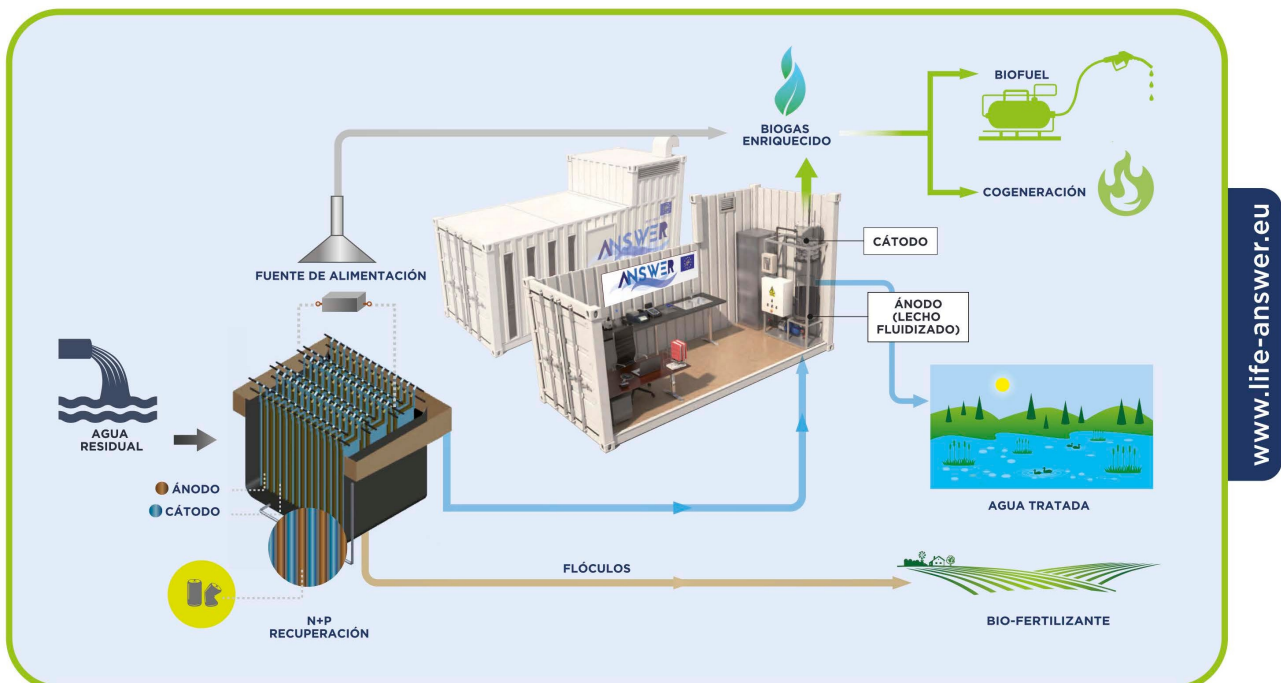 BIOFUEL
BIOGAS
ENRIQUECIDO
COGENERACIÓN
ANSWER
CÁTODO
FUENTE DE ALIMENTACIÓN
ANSWER
ÁNODO
(LECHO
FLUIDIZADO)
AGUA
RESIDUAL
ÁNODO
CÁTODO
AGUA TRATADA
FLÓCULOS
N+P
RECUPERACIÓN
BIO-FERTILIZANTE
www.life-answer.eu